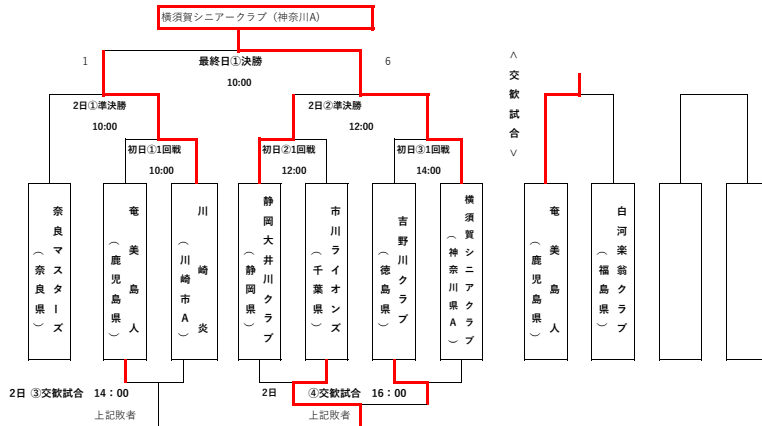 横須賀シニアークラブ（神奈川A）
1
最終日①決勝
6
10:00
＜交歓試合＞
2日①準決勝
2日②準決勝
10:00
12:00
初日①1回戦
初日②1回戦
初日③1回戦
10:00
12:00
14:00
奈良マスターズ
（奈良県）
奄美島人
（鹿児島県）
川崎炎
（川崎市A）
静岡大井川クラブ
（静岡県）
市川ライオンズ
（千葉県）
吉野川クラブ
（徳島県）
横須賀シニアクラブ
（神奈川県A）
奄美島人
（鹿児島県）
白河楽翁クラブ
（福島県）
2日 ③交歓試合 14：00
2日 ④交歓試合 16：00
上記敗者
上記敗者